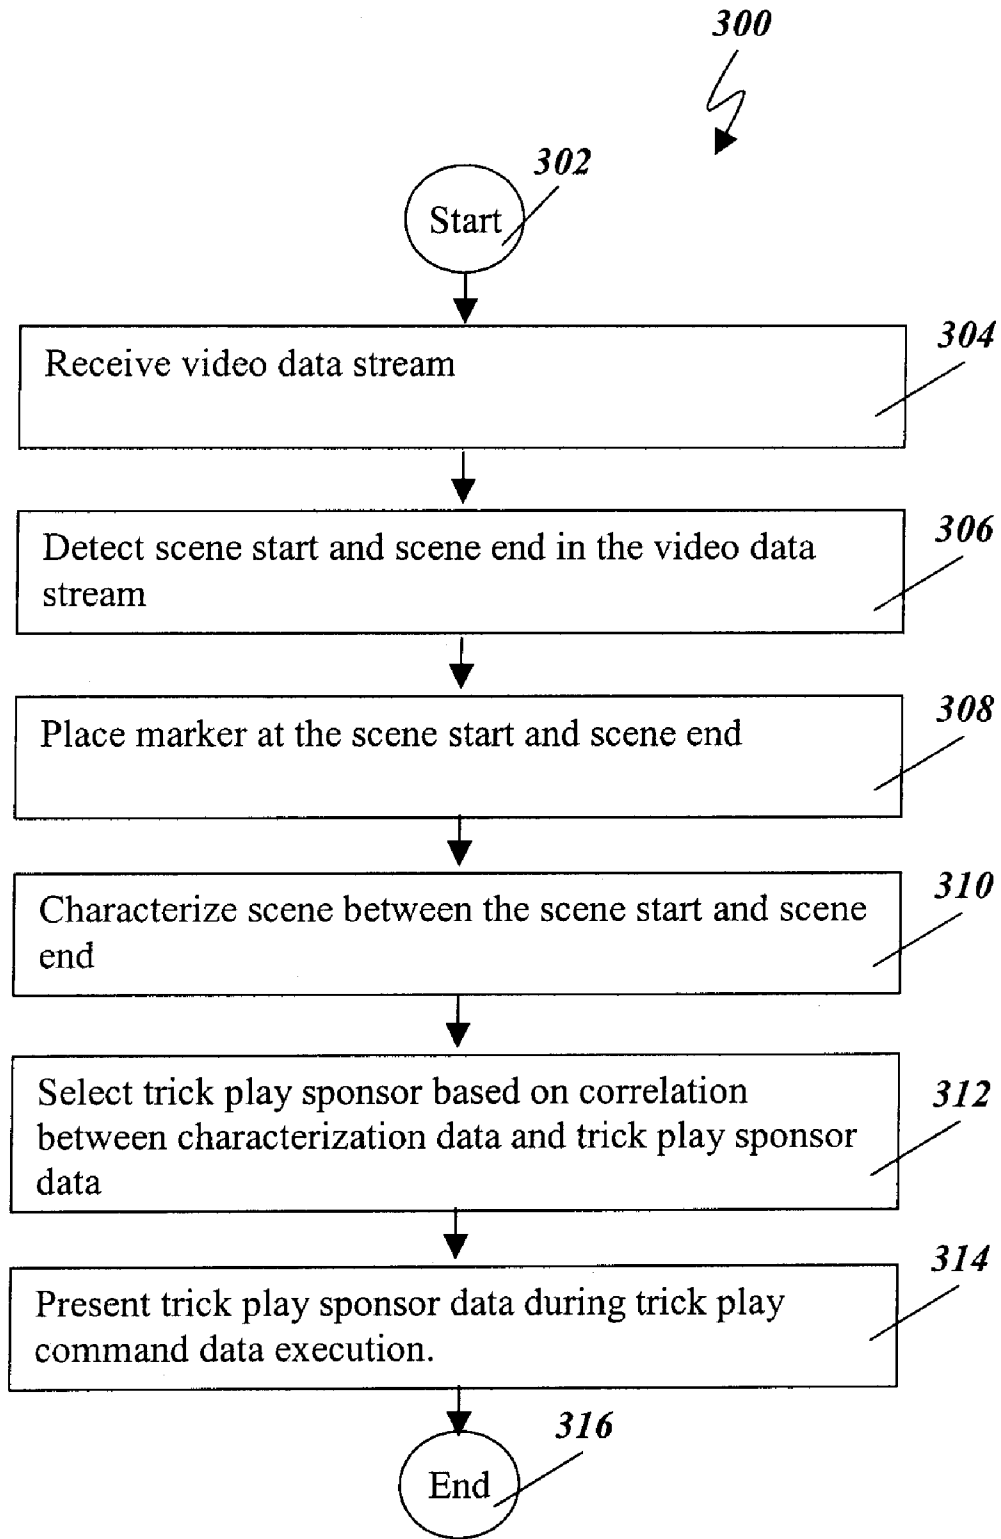 300
302
Start
304
Receive video data stream
306
Detect scene start and scene end in the video data
stream
308
Place marker at the scene start and scene end
310
Characterize scene between the scene start and scene
end
312
Select trick play sponsor based on correlation
between characterization data and trick play sponsor
data
314
Present trick play sponsor data during trick play
command data execution.
316
End